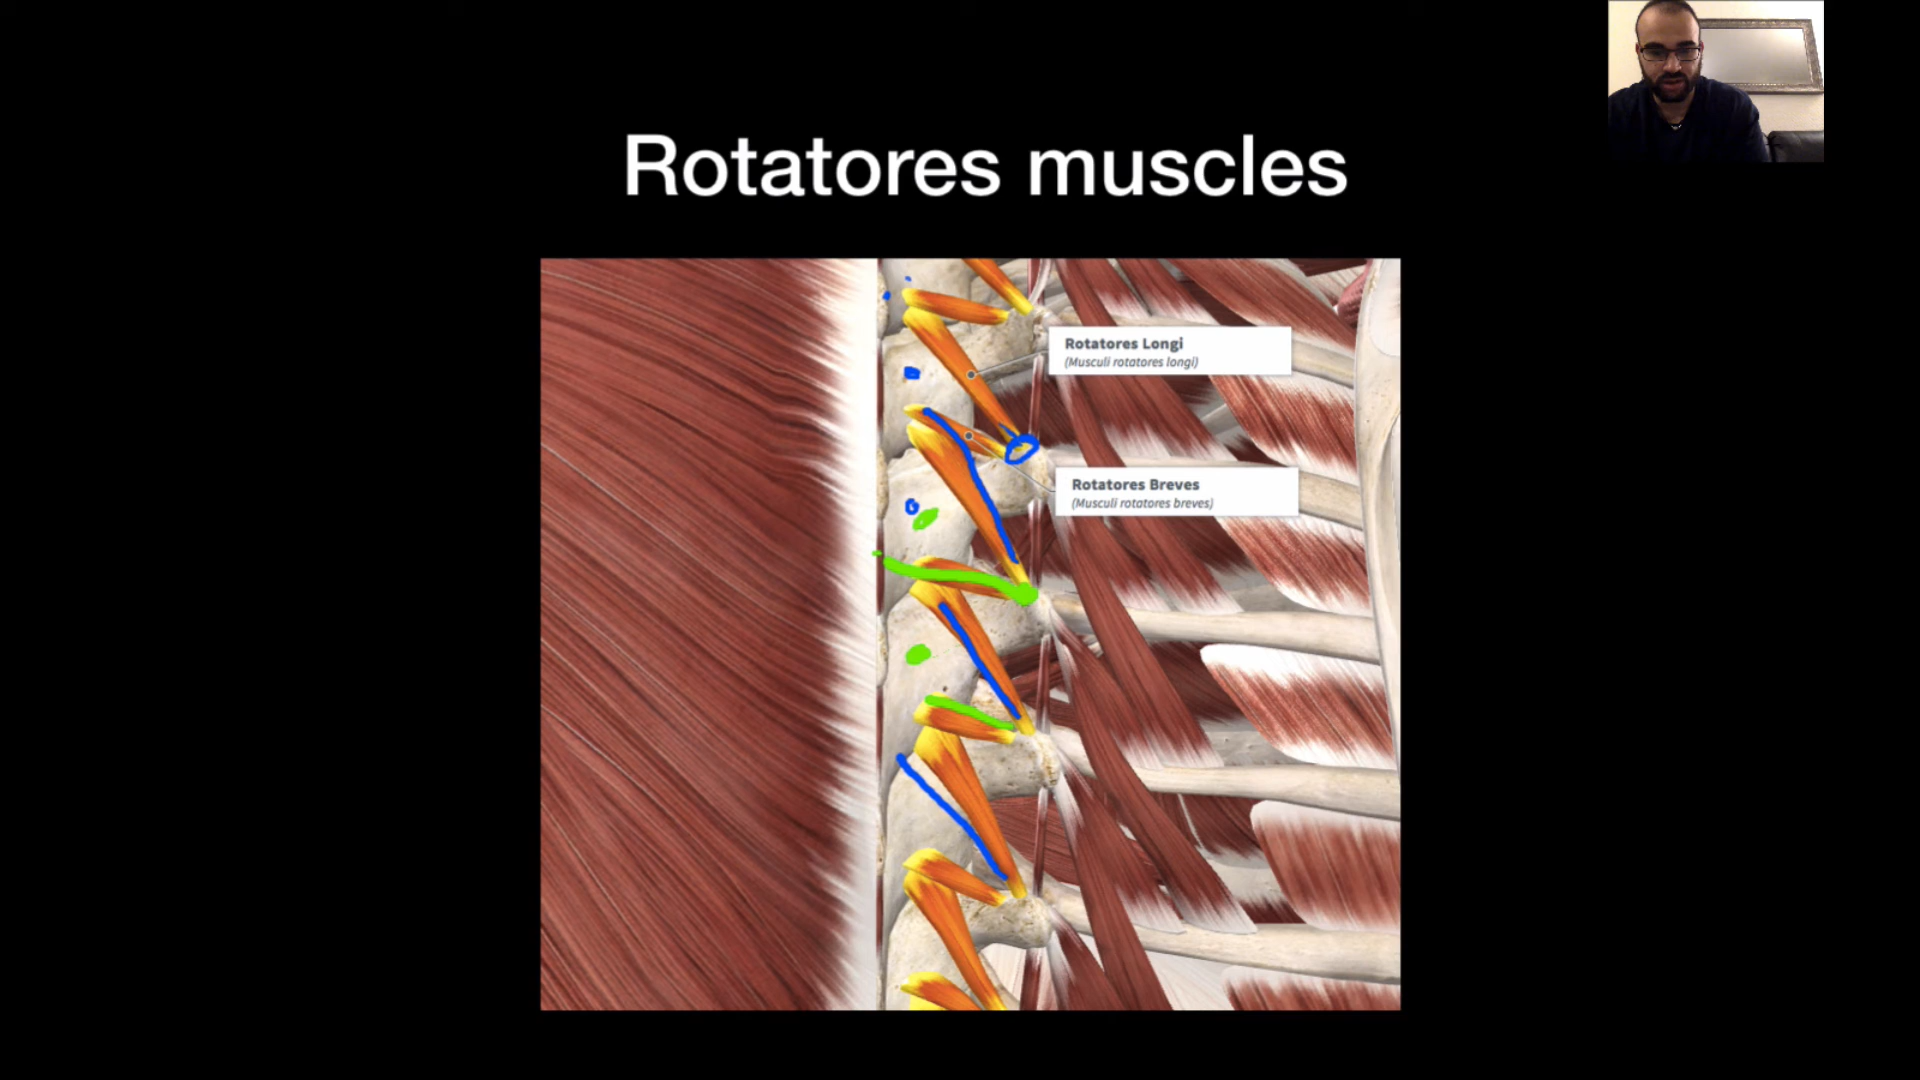 Rotatores muscles
Rotatores Longi
(Musculi rotatores longi)
Rotatores Breves
(Musculi rotatores breves)